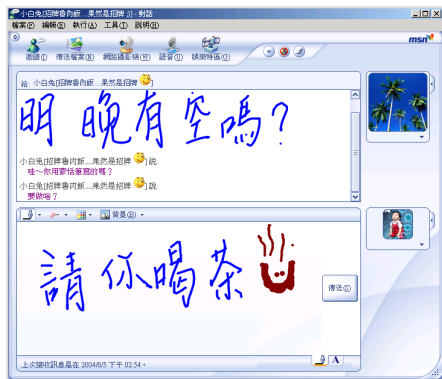 小白兔[招牌魯肉飯....果然是招牌 :)] - 對話
檔案(F) 編輯(E) 執行(A) 工具(T) 說明(H)
msn
邀請(I) 傳送檔案(N) 網路攝影機(W) 語音(U) 娛樂特區(O)
給: 小白兔[招牌魯肉飯....果然是招牌 ]
明晚有空嗎?
小白兔[招牌魯肉飯....果然是招牌 ] 說:
哇~你用蒙恬筆寫的嗎?
小白兔[招牌魯肉飯....果然是招牌 ] 說:
要做啥?
背景(B)
請你喝茶
傳送(S)
上次接收訊息是在 2004/8/5 下午 02:54。
A